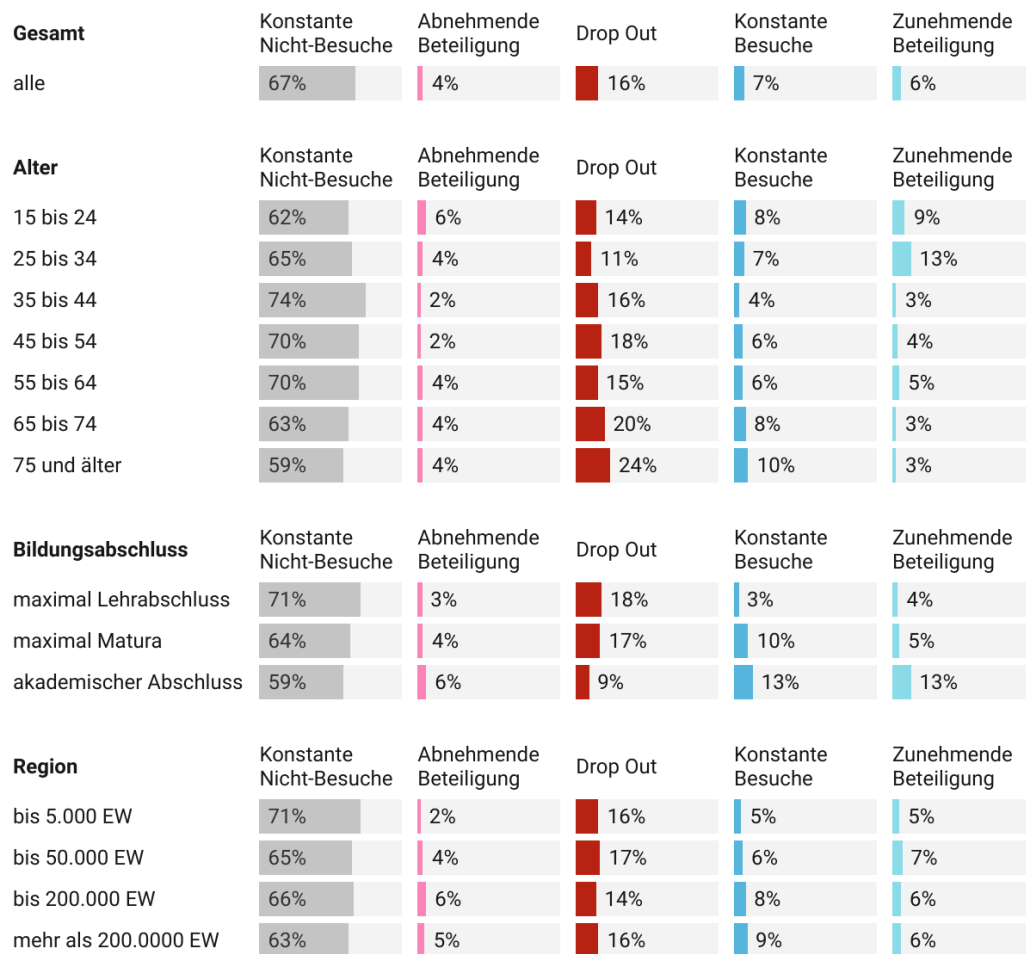 Gesamt Konstante Nicht-Besuche Abnehmende Beteiligung Drop Out Konstante Besuche Zunehmende Beteiligung
alle 67% 4% 16% 7% 6%
Alter Konstante Nicht-Besuche Abnehmende Beteiligung Drop Out Konstante Besuche Zunehmende Beteiligung
15 bis 24 62% 6% 14% 8% 9%
25 bis 34 65% 4% 11% 7% 13%
35 bis 44 74% 2% 16% 4% 3%
45 bis 54 70% 2% 18% 6% 4%
55 bis 64 70% 4% 15% 6% 5%
65 bis 74 63% 4% 20% 8% 3%
75 und älter 59% 4% 24% 10% 3%
Bildungsabschluss Konstante Nicht-Besuche Abnehmende Beteiligung Drop Out Konstante Besuche Zunehmende Beteiligung
maximal Lehrabschluss 71% 3% 18% 3% 4%
maximal Matura 64% 4% 17% 10% 5%
akademischer Abschluss 59% 6% 9% 13% 13%
Region Konstante Nicht-Besuche Abnehmende Beteiligung Drop Out Konstante Besuche Zunehmende Beteiligung
bis 5.000 EW 71% 2% 16% 5% 5%
bis 50.000 EW 65% 4% 17% 6% 7%
bis 200.000 EW 66% 6% 14% 8% 6%
mehr als 200.0000 EW 63% 5% 16% 9% 6%